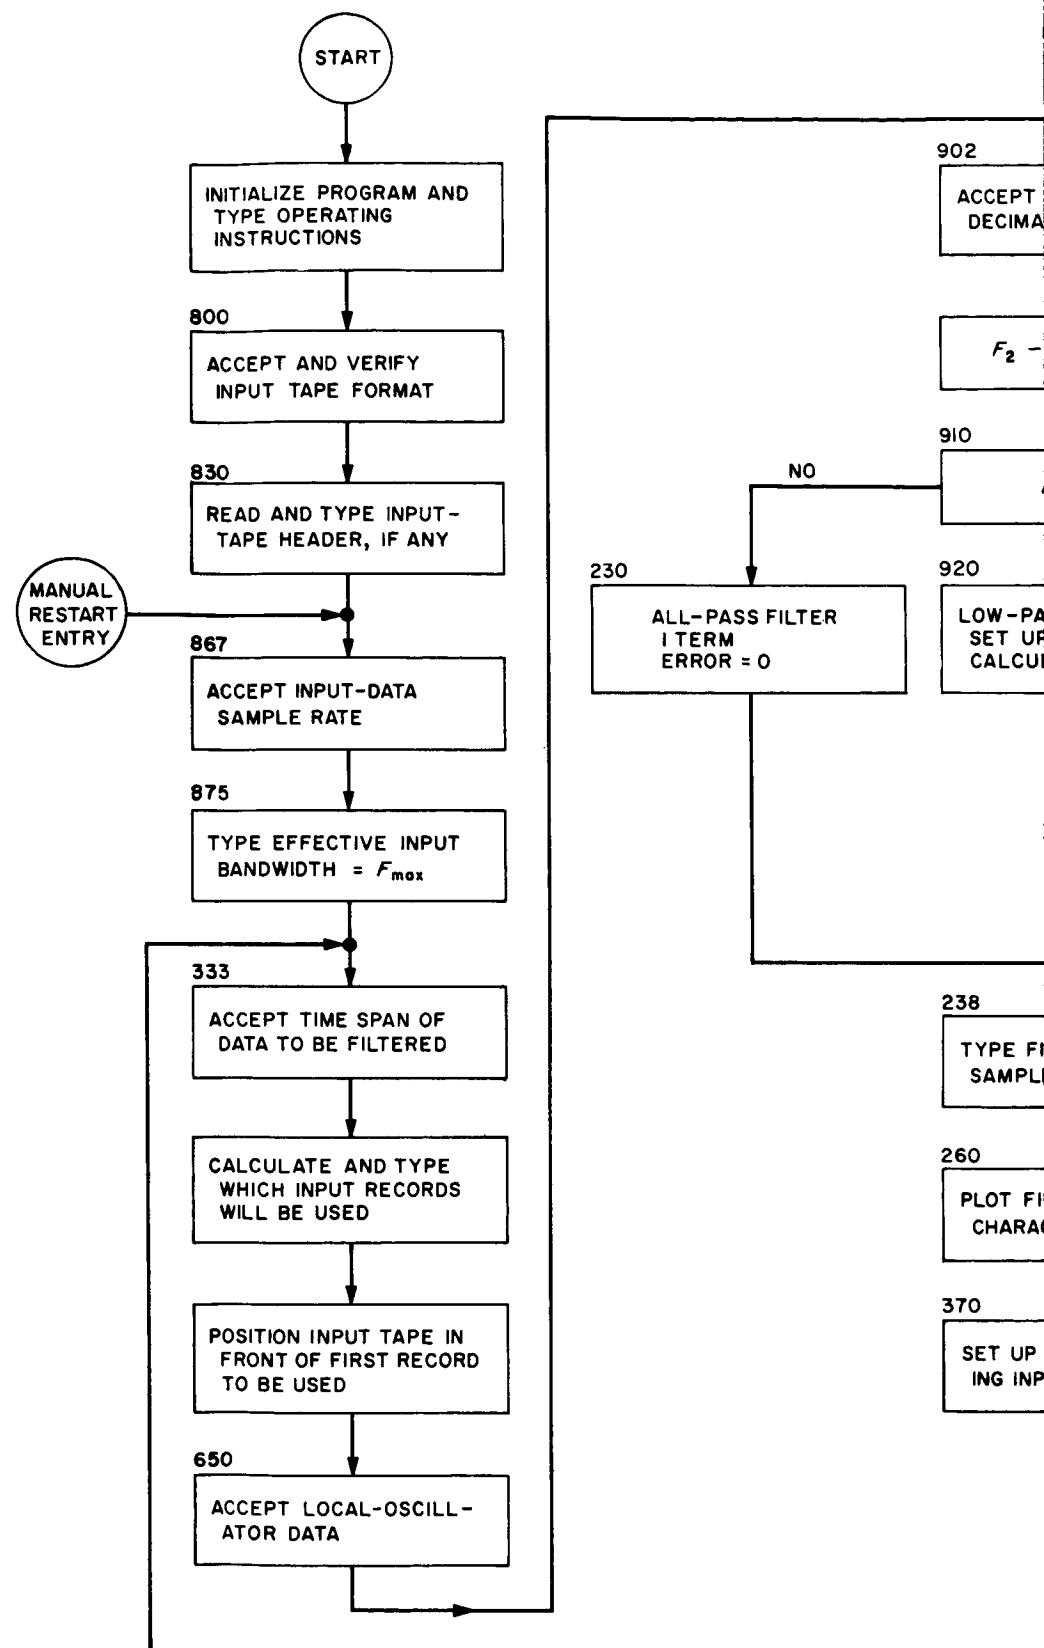 START
INITIALIZE PROGRAM AND
TYPE OPERATING
INSTRUCTIONS
800
ACCEPT AND VERIFY
INPUT TAPE FORMAT
830
READ AND TYPE INPUT-
TAPE HEADER, IF ANY
MANUAL
RESTART
ENTRY
867
ACCEPT INPUT-DATA
SAMPLE RATE
875
TYPE EFFECTIVE INPUT
BANDWIDTH = Fmax
333
ACCEPT TIME SPAN OF
DATA TO BE FILTERED
CALCULATE AND TYPE
WHICH INPUT RECORDS
WILL BE USED
POSITION INPUT TAPE IN
FRONT OF FIRST RECORD
TO BE USED
650
ACCEPT LOCAL-OSCILL-
ATOR DATA
NO
230
ALL-PASS FILTER
1 TERM
ERROR = 0
902
ACCEPT
DECIMA
F2 -
910
920
LOW-PA
SET UP
CALCU
238
TYPE
SAMPL
260
PLOT
CHARA
370
SET UP
ING INP